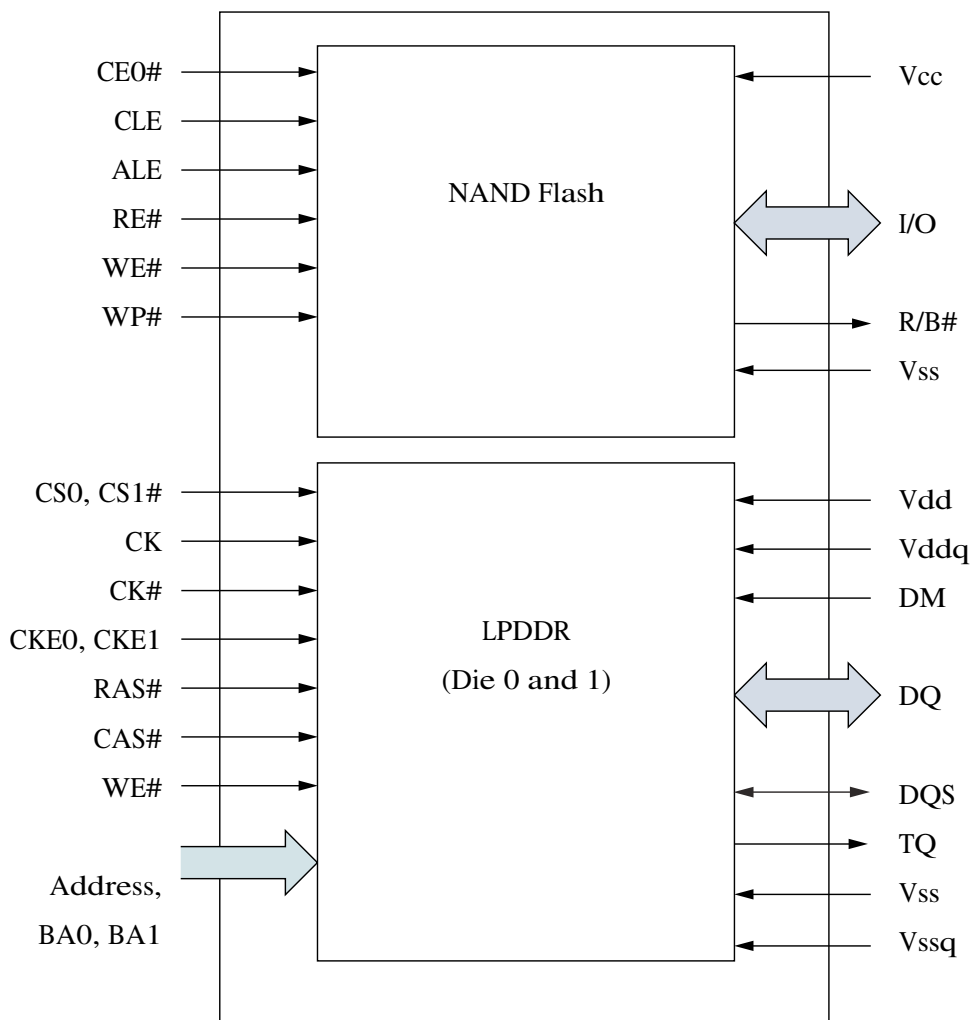 CE0#
CLE
ALE
RE#
WE#
WP#
NAND Flash
Vcc
I/O
R/B#
Vss
CS0, CS1#
CK
CK#
CKE0, CKE1
RAS#
CAS#
WE#
Address,
BA0, BA1
LPDDR
(Die 0 and 1)
Vdd
Vddq
DM
DQ
DQS
TQ
Vss
Vssq